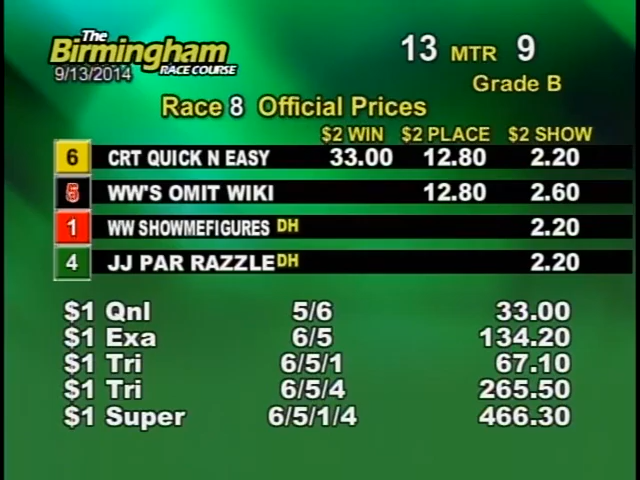 The
Birmingham
RACE COURSE
9/13/2014
13 MTR 9
Grade B
Race 8 Official Prices
$2 WIN $2 PLACE $2 SHOW
6 CRT QUICK N EASY 33.00 12.80 2.20
5 WW'S OMIT WIKI 12.80 2.60
1 WW SHOWMEFIGURES DH 2.20
4 JJ PAR RAZZLE DH 2.20
$1 Qnl 5/6 33.00
$1 Exa 6/5 134.20
$1 Tri 6/5/1 67.10
$1 Tri 6/5/4 265.50
$1 Super 6/5/1/4 466.30